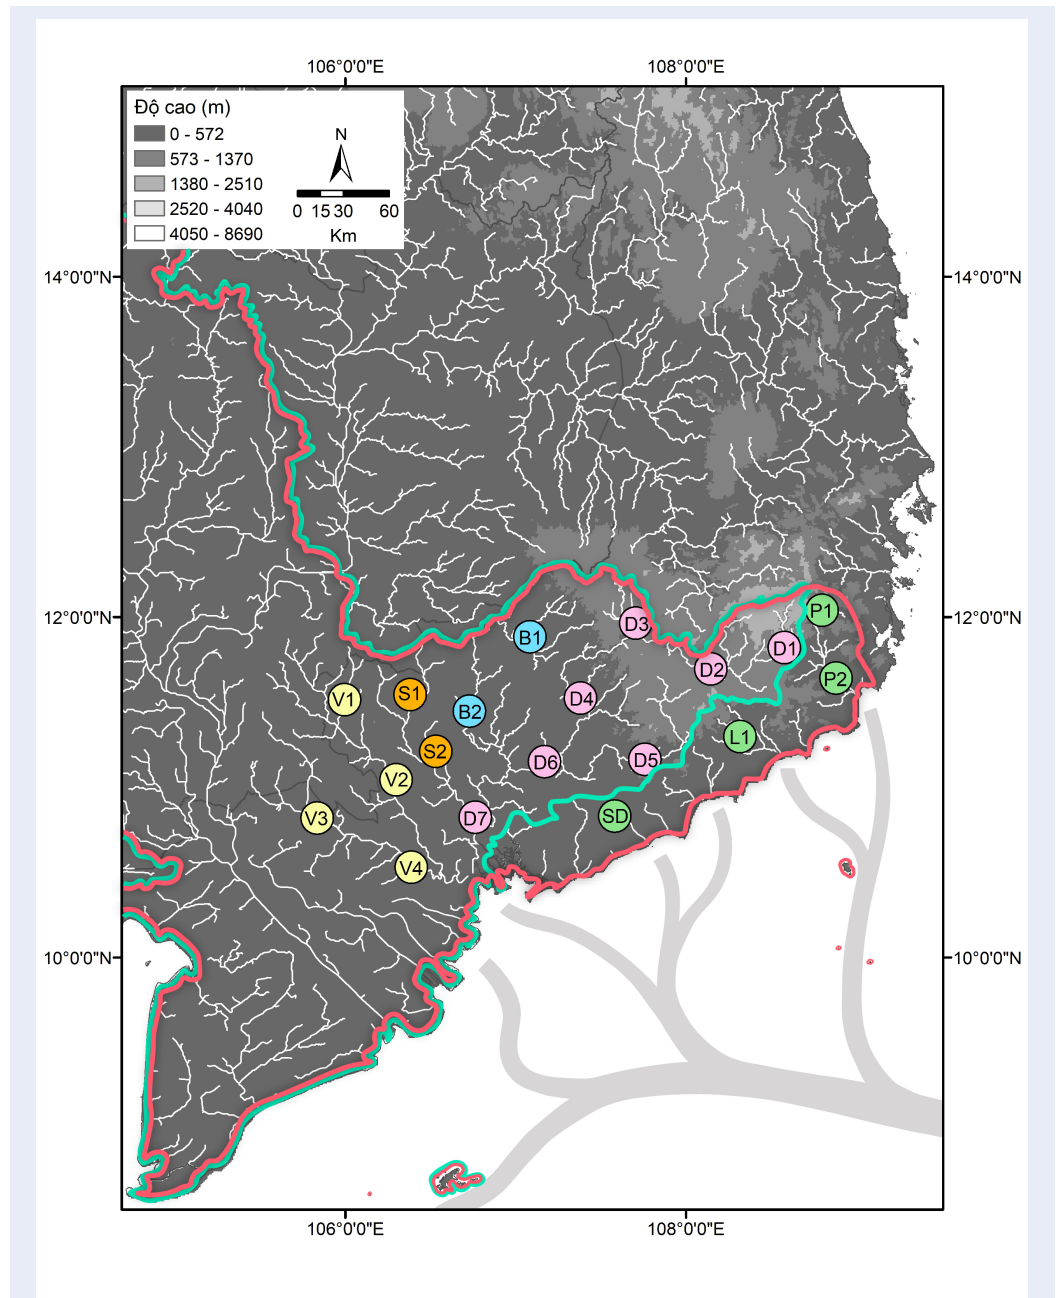 106°0'0"E 108°0'0"E
Độ cao (m)
0 - 572
573 - 1370
1380 - 2510
2520 - 4040
4050 - 8690
N
0 15 30 60
Km
14°0'0"N 14°0'0"N
12°0'0"N 12°0'0"N
P1
D3
B1
D1
D2
P2
S1
V1
D4
B2
L1
S2
D5
D6
V2
SD
D7
V3
V4
10°0'0"N 10°0'0"N
106°0'0"E 108°0'0"E